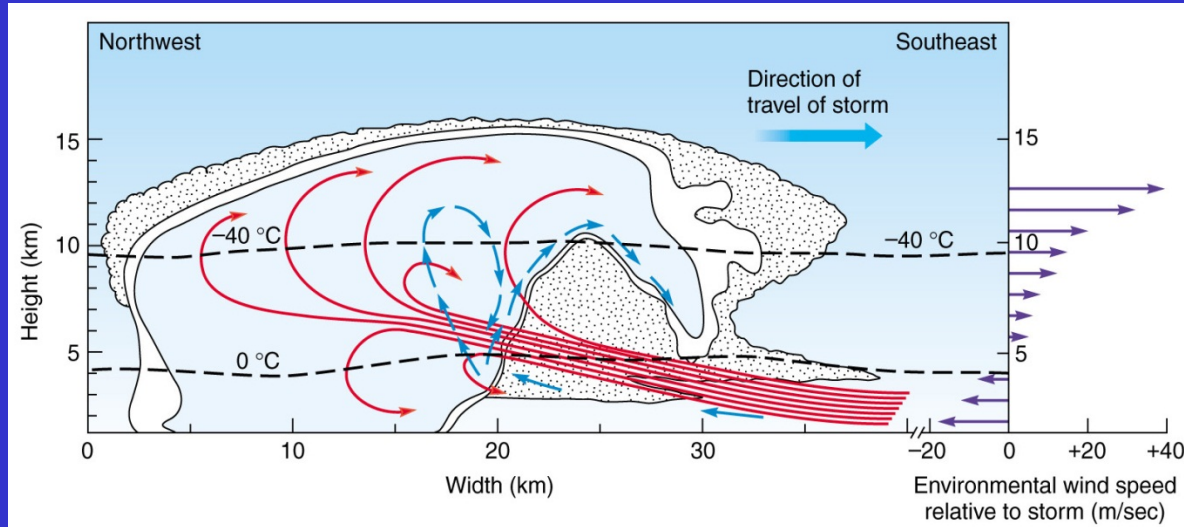 Northwest
Southeast
Direction of
travel of storm
15
15
–40 °C
10
–40 °C
10
Height (km)
0 °C
5
5
0
10
20
30
–20
0
+20
+40
Width (km)
Environmental wind speed
relative to storm (m/sec)